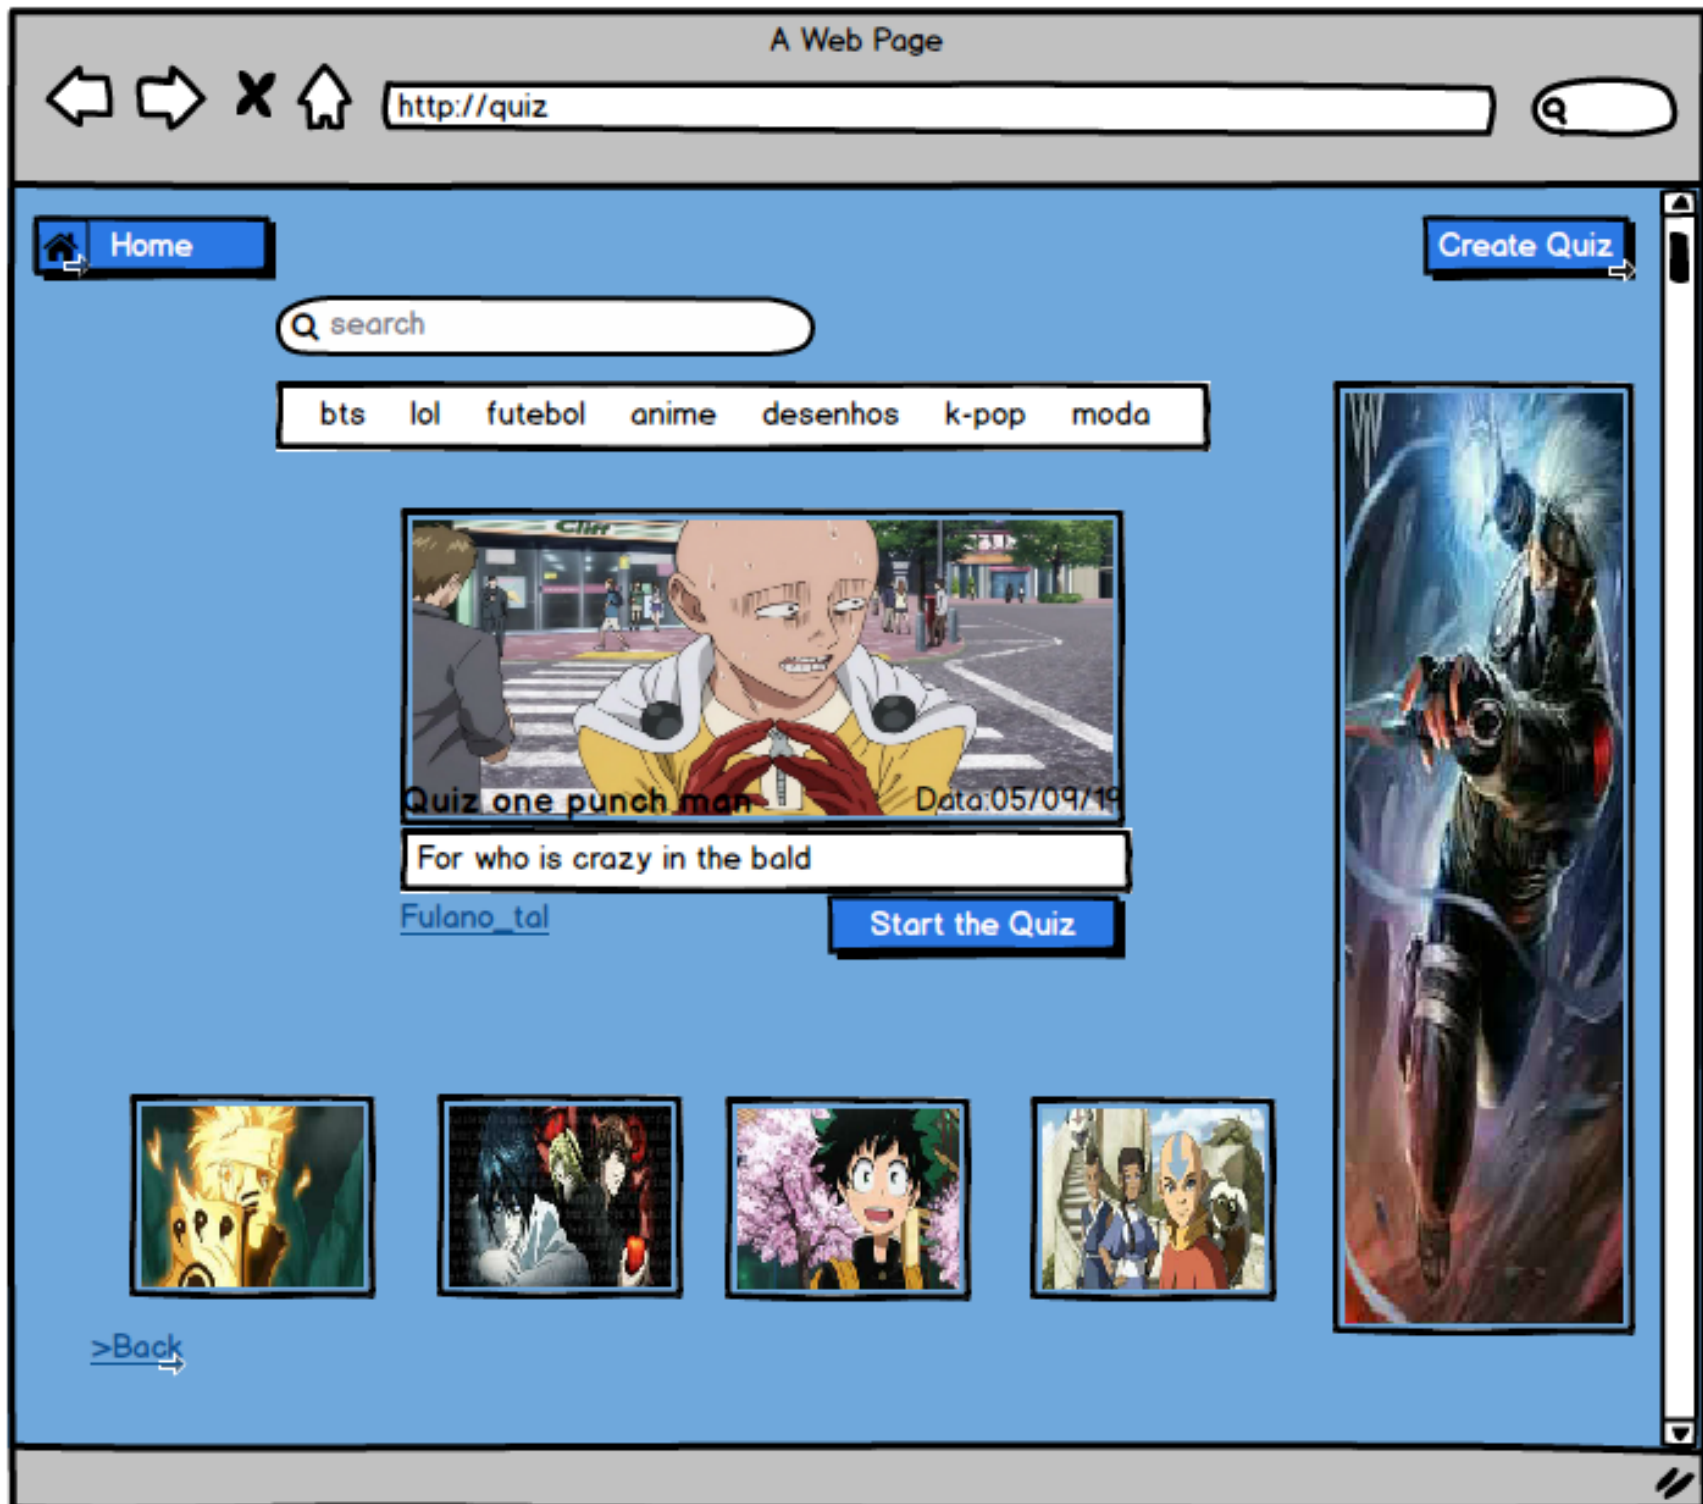 A Web Page
http://quiz
Home
Create Quiz
search
bts lol futebol anime desenhos k-pop moda
Cliff
Quiz one punch man
Data:05/09/19
For who is crazy in the bald
Fulano_tal
Start the Quiz
>Back